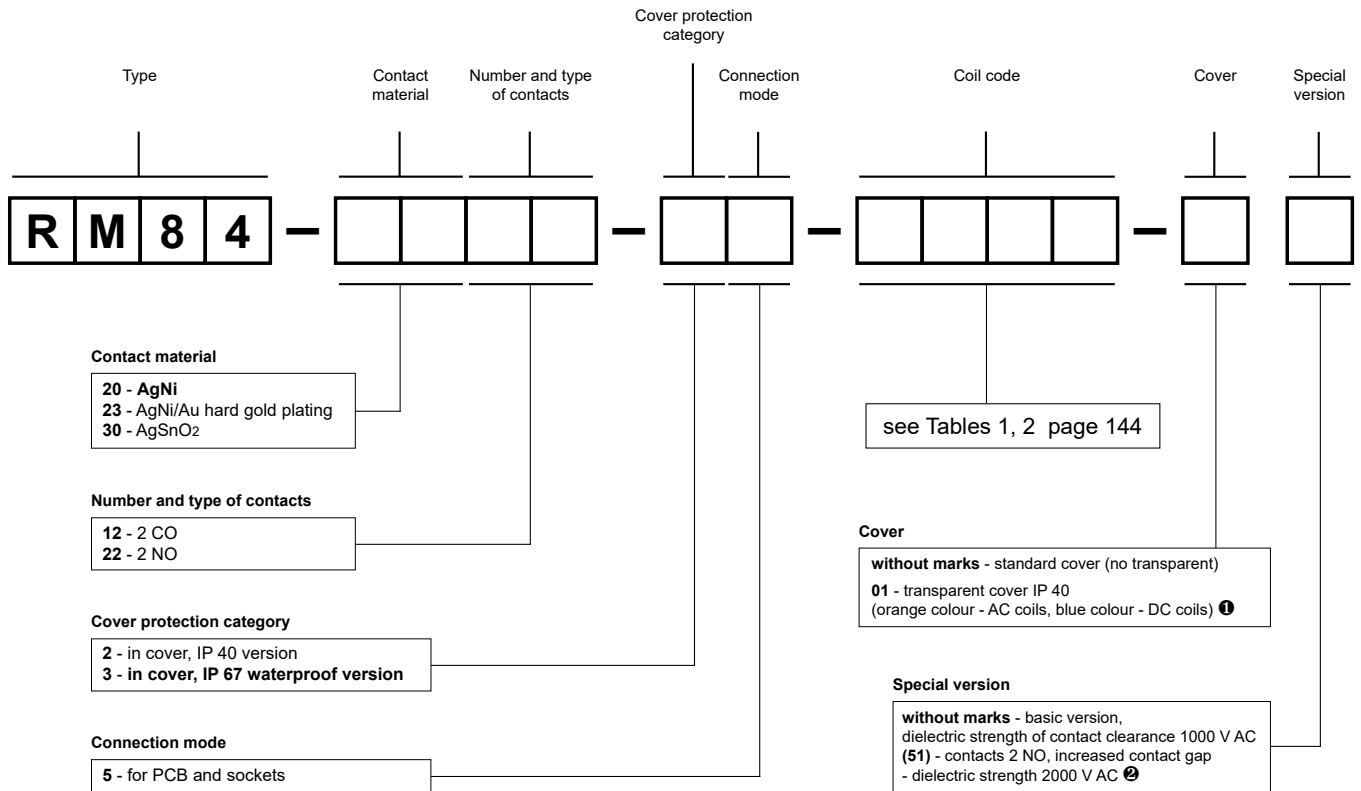 Cover protection
category
Type
Contact
material
Number and type
of contacts
Connection
mode
Coil code
Cover
Special
version
R M 8 4 – – – –
Contact material
20 - AgNi
23 - AgNi/Au hard gold plating
30 - AgSnO2
see Tables 1, 2 page 144
Number and type of contacts
12 - 2 CO
22 - 2 NO
Cover
without marks - standard cover (no transparent)
01 - transparent cover IP 40
(orange colour - AC coils, blue colour - DC coils) ❶
Cover protection category
2 - in cover, IP 40 version
3 - in cover, IP 67 waterproof version
Special version
without marks - basic version,
dielectric strength of contact clearance 1000 V AC
(51) - contacts 2 NO, increased contact gap
- dielectric strength 2000 V AC ❷
Connection mode
5 - for PCB and sockets